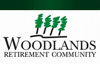 WOODLANDS
RETIREMENT COMMUNITY